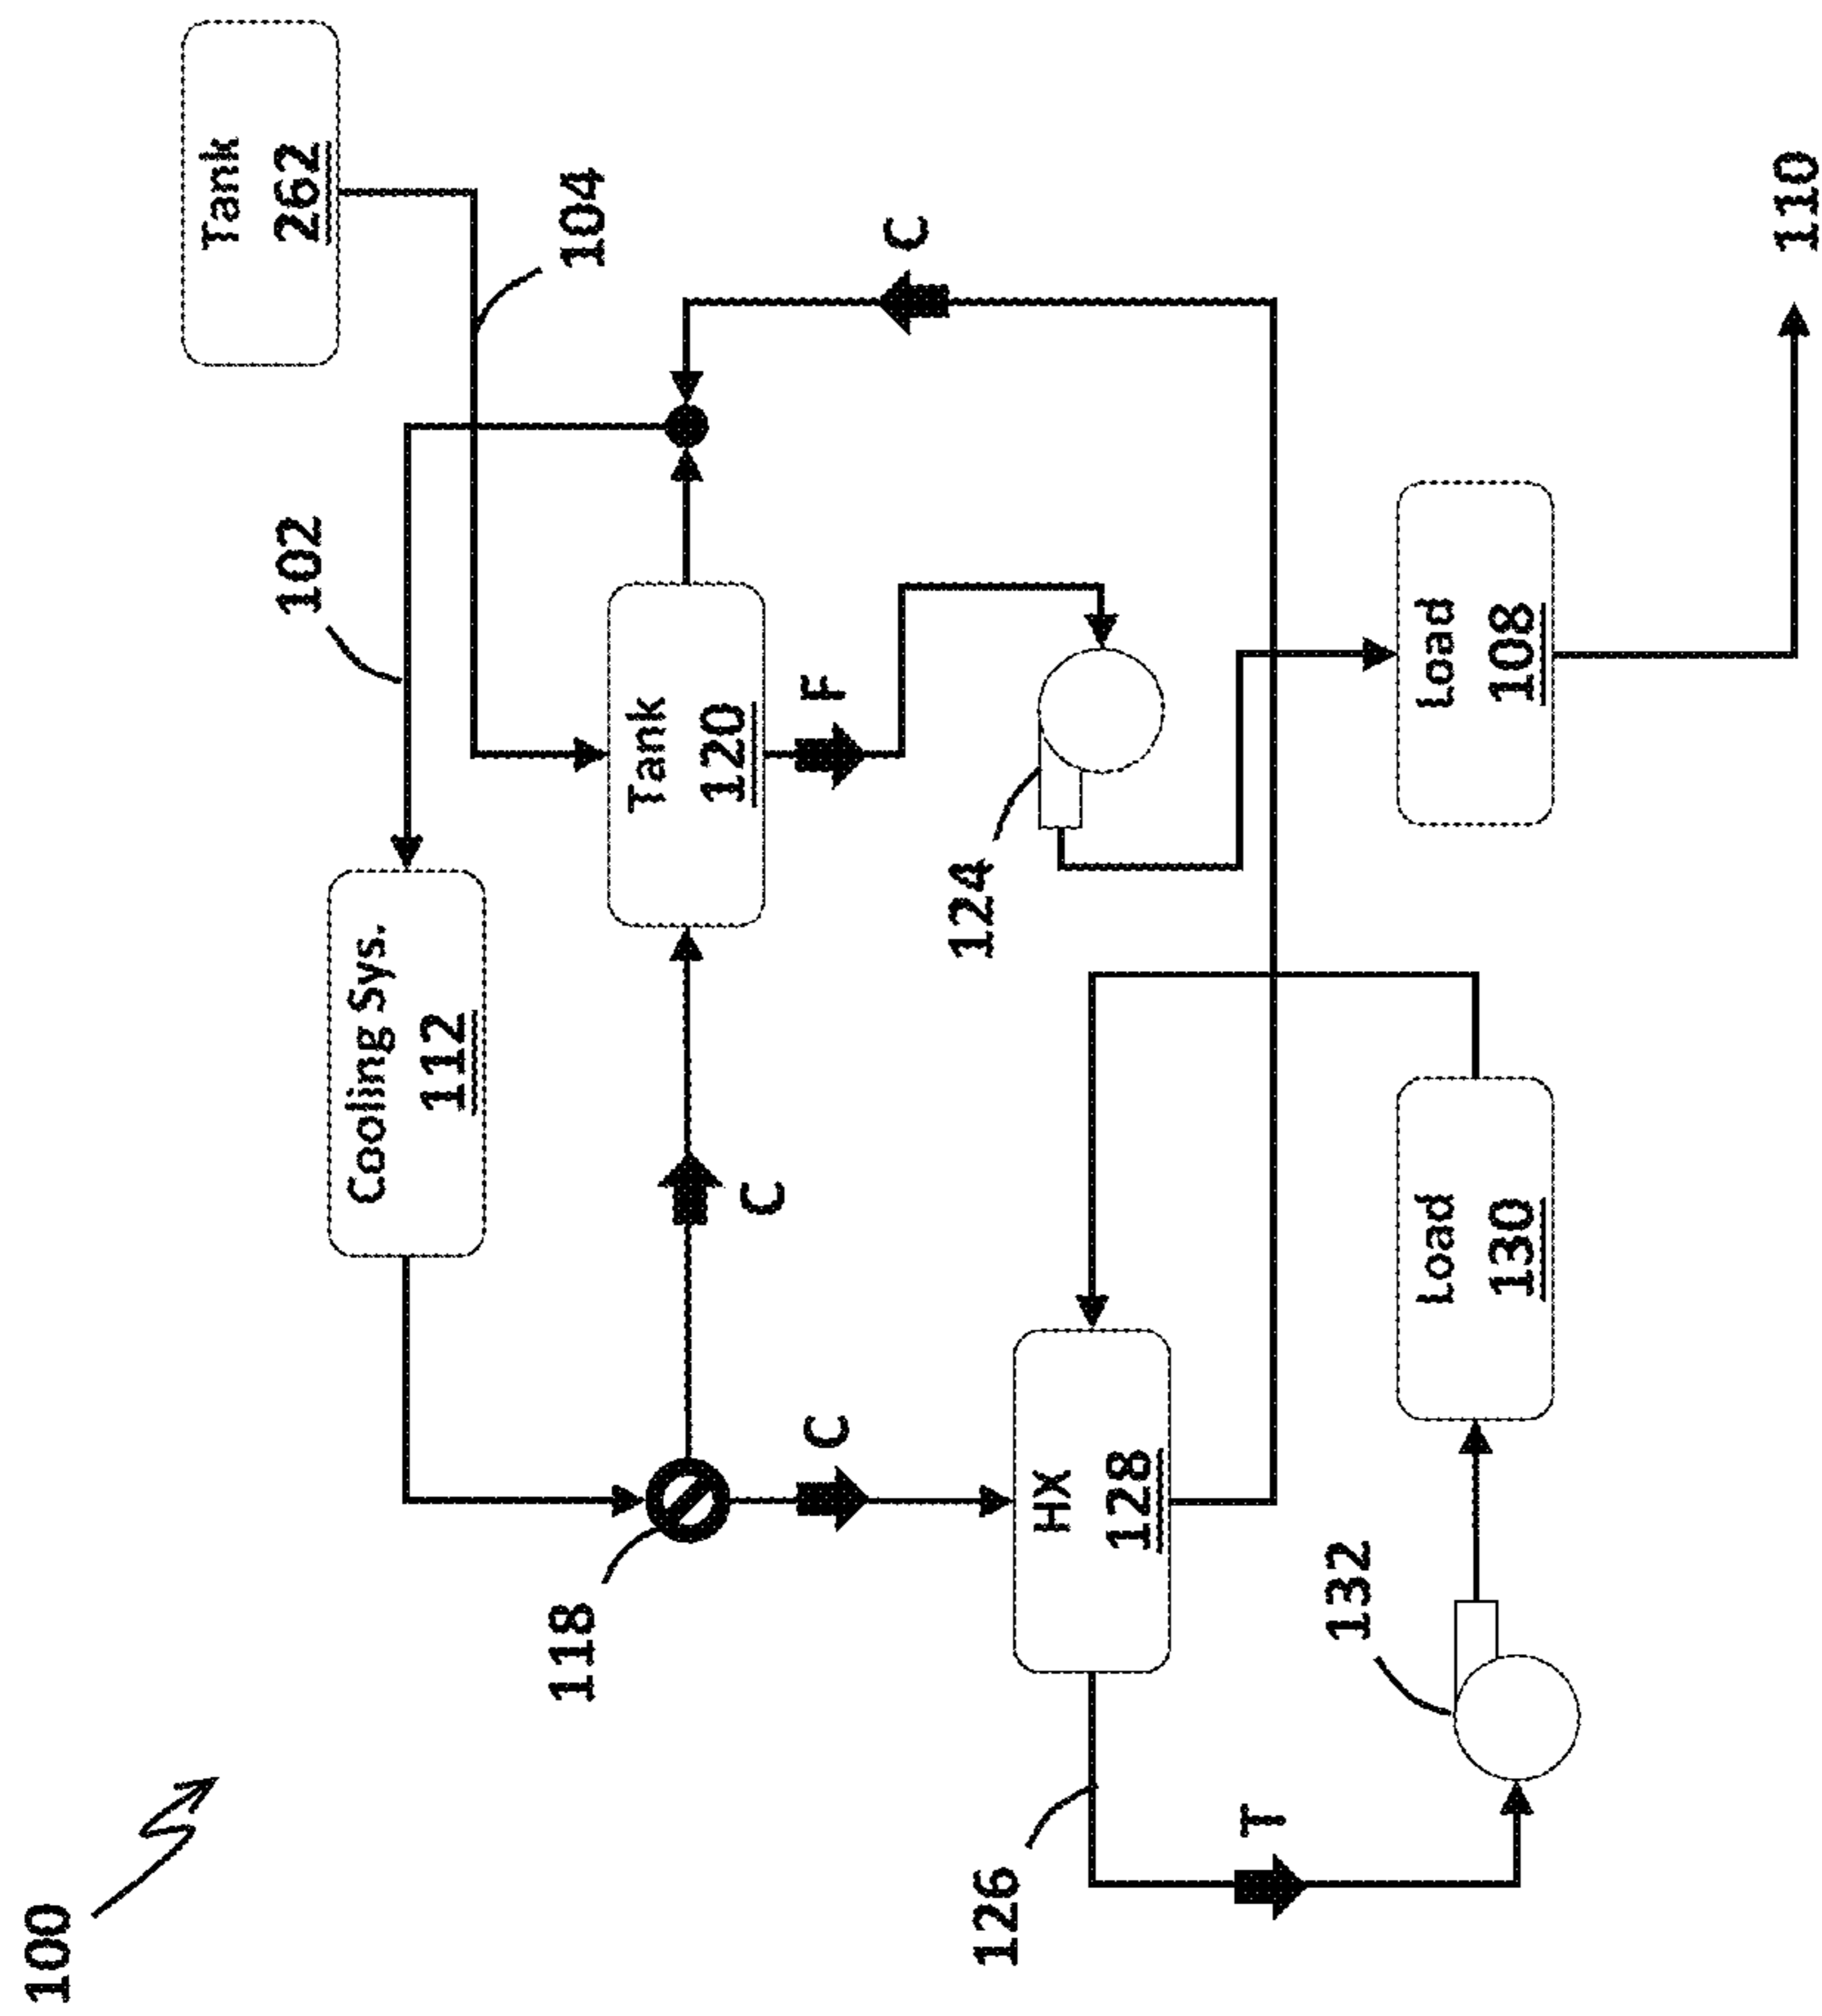 100
Cooling Sys.
112
102
Tank
262
104
118
C
Tank
120
C
F
C
HX
128
124
126
T
132
Load
130
Load
108
110